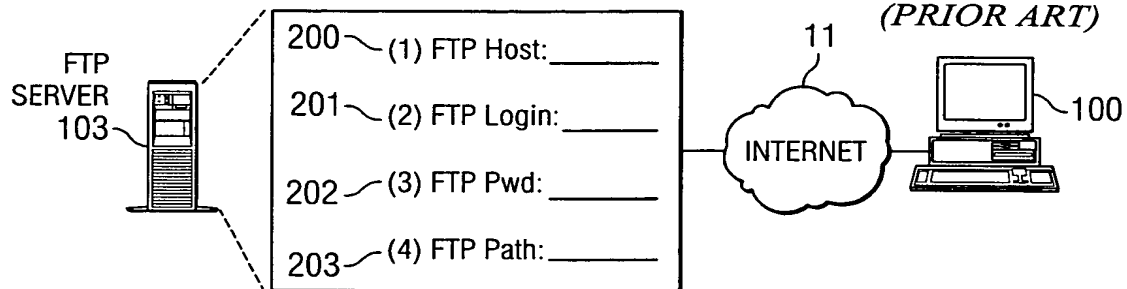 (PRIOR ART)
FTP
SERVER
103
200 (1) FTP Host:
201 (2) FTP Login:
202 (3) FTP Pwd:
203 (4) FTP Path:
11
INTERNET
100